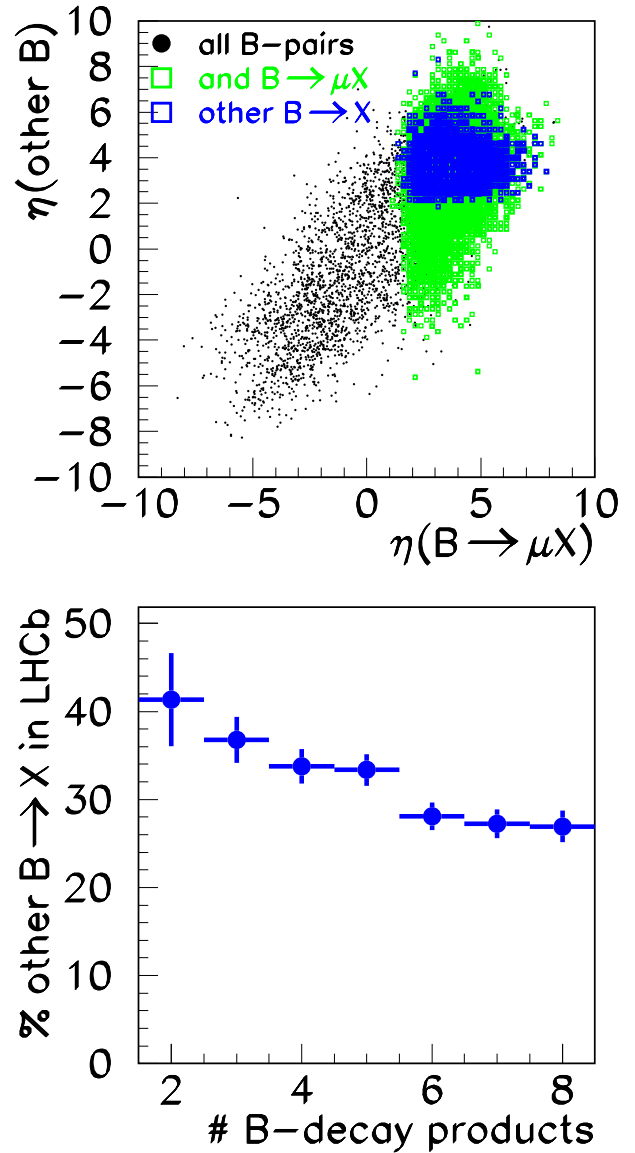 η(other B)
10
8
6
4
2
0
−2
−4
−6
−8
−10
all B−pairs
and B→μX
other B→X
−10 −5 0 5 10
η(B→μX)
% other B→X in LHCb
50
40
30
20
10
0
2 4 6 8
# B−decay products